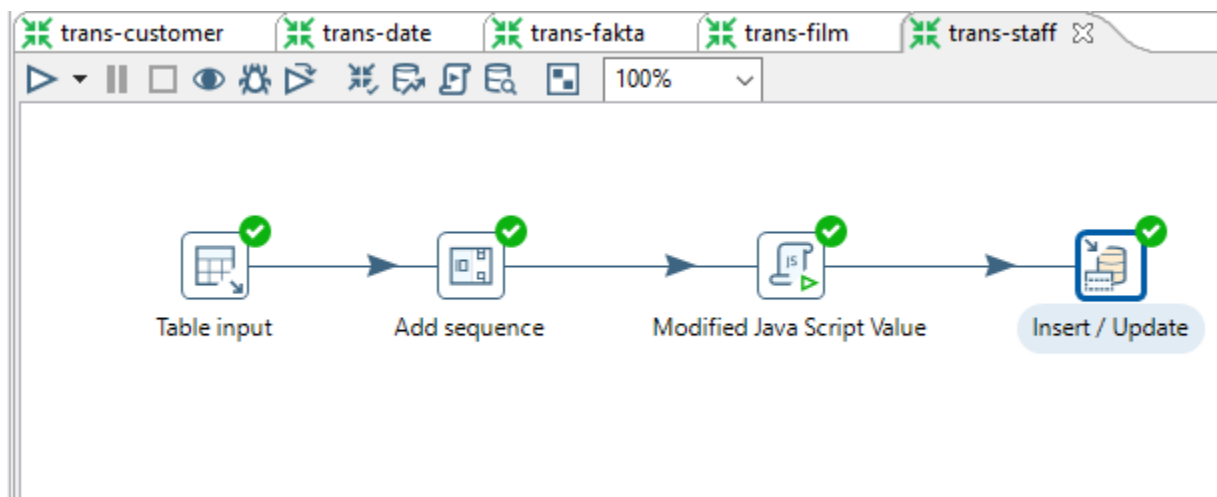 trans-customer trans-date trans-fakta trans-film trans-staff
100%
Table input Add sequence Modified Java Script Value Insert / Update